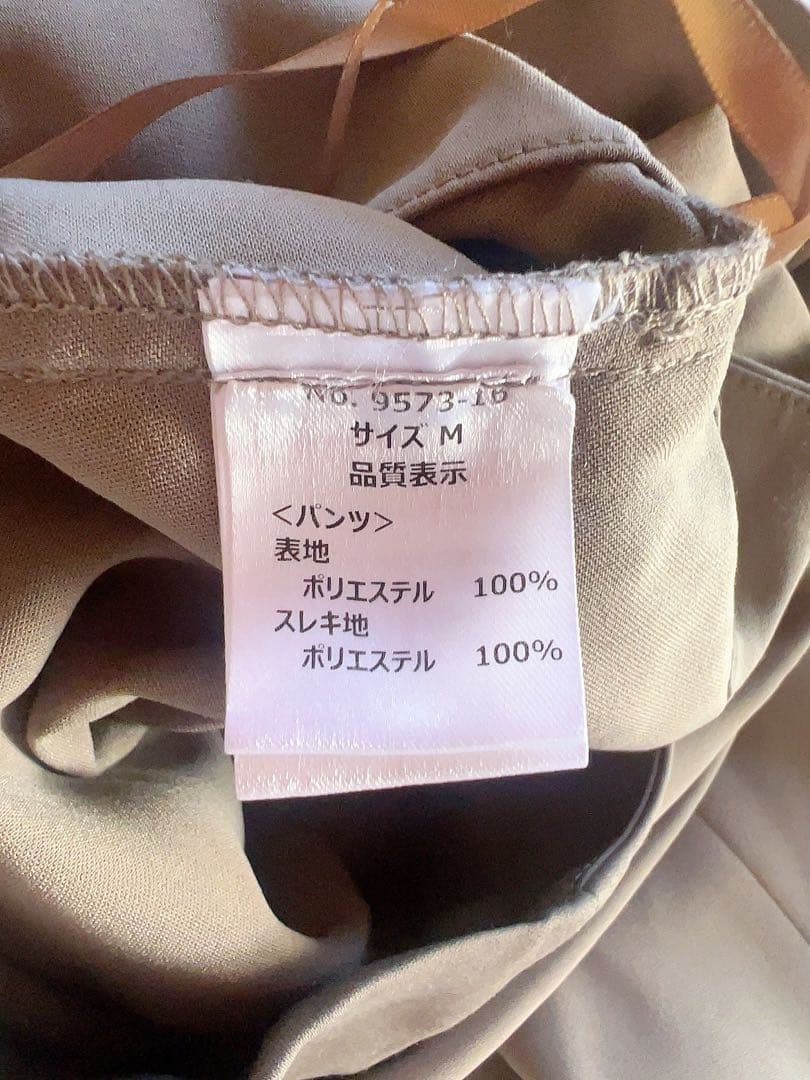 No. 9573-16
サイズ M
品質表示
＜パンツ＞
表地
ポリエステル 100%
スレキ地
ポリエステル 100%